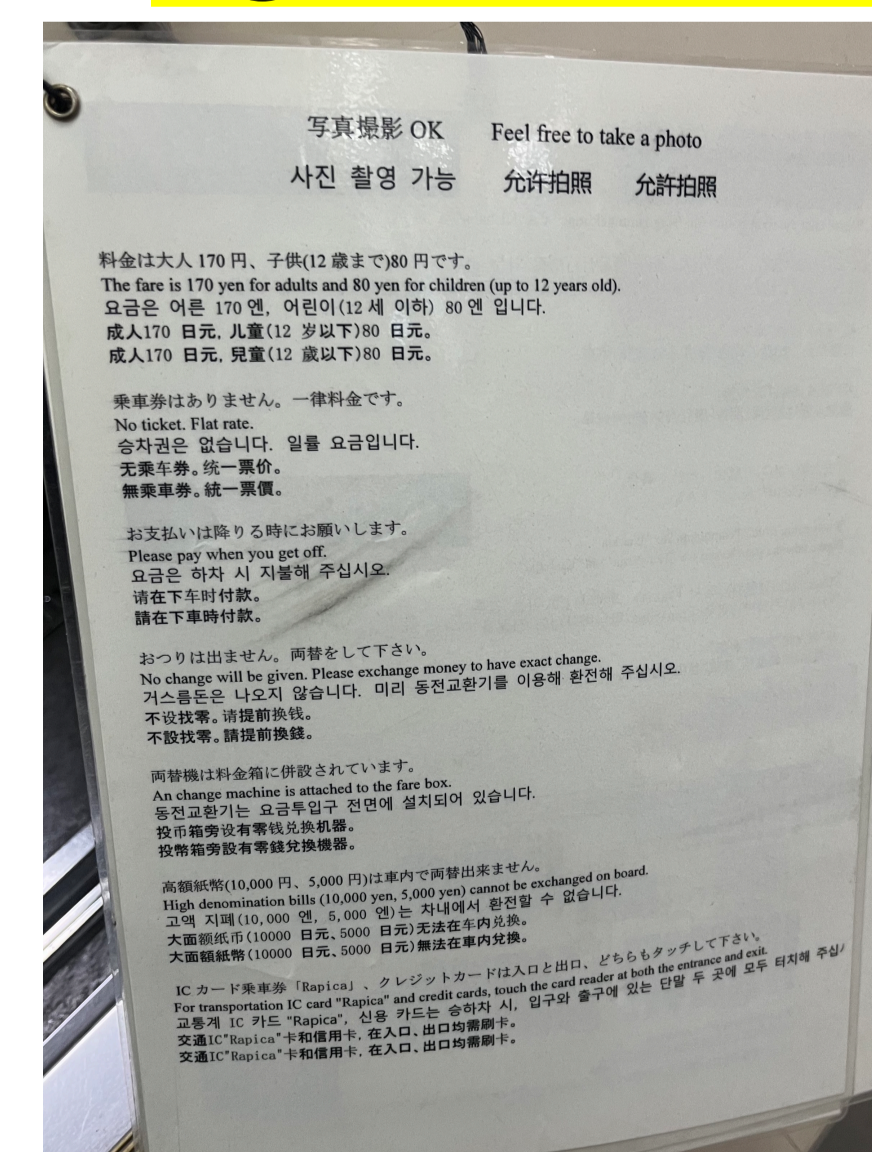 写真撮影 OK Feel free to take a photo
사진 촬영 가능 允许拍照 允許拍照
料金は大人 170 円、子供(12 歳まで)80 円です。
The fare is 170 yen for adults and 80 yen for children (up to 12 years old).
요금은 어른 170 엔, 어린이(12 세 이하) 80 엔 입니다.
成人170 日元, 儿童(12 岁以下)80 日元。
成人170 日元, 兒童(12 歲以下)80 日元。
乗車券はありません。一律料金です。
No ticket. Flat rate.
승차권은 없습니다. 일률 요금입니다.
无乘车券。统一票价。
無乘車券。統一票價。
お支払いは降りる時にお願いします。
Please pay when you get off.
요금은 하차 시 지불해 주십시오.
请在下车时付款。
請在下車時付款。
おつりは出ません。両替をして下さい。
No change will be given. Please exchange money to have exact change.
거스름돈은 나오지 않습니다. 미리 동전교환기를 이용해 환전해 주십시오.
不设找零。请提前换钱。
不設找零。請提前換錢。
両替機は料金箱に併設されています。
An change machine is attached to the fare box.
동전교환기는 요금투입구 전면에 설치되어 있습니다.
投币箱旁设有零钱兑换机器。
投幣箱旁設有零錢兌換機器。
高額紙幣(10,000 円、5,000 円)は車内で両替出来ません。
High denomination bills (10,000 yen, 5,000 yen) cannot be exchanged on board.
고액 지폐(10,000 엔, 5,000 엔)는 차내에서 환전할 수 없습니다.
大面额纸币(10000 日元、5000 日元)无法在车内兑换。
大面額紙幣(10000 日元、5000 日元)無法在車内兌換。
IC カード乗車券「Rapica」、クレジットカードは入口と出口、どちらもタッチして下さい。
For transportation IC card "Rapica" and credit cards, touch the card reader at both the entrance and exit.
교통계 IC 카드 "Rapica", 신용 카드는 승하차 시, 입구와 출구에 있는 단말 두 곳에 모두 터치해 주십
交通IC"Rapica"卡和信用卡, 在入口、出口均需刷卡。
交通IC"Rapica"卡和信用卡, 在入口、出口均需刷卡。